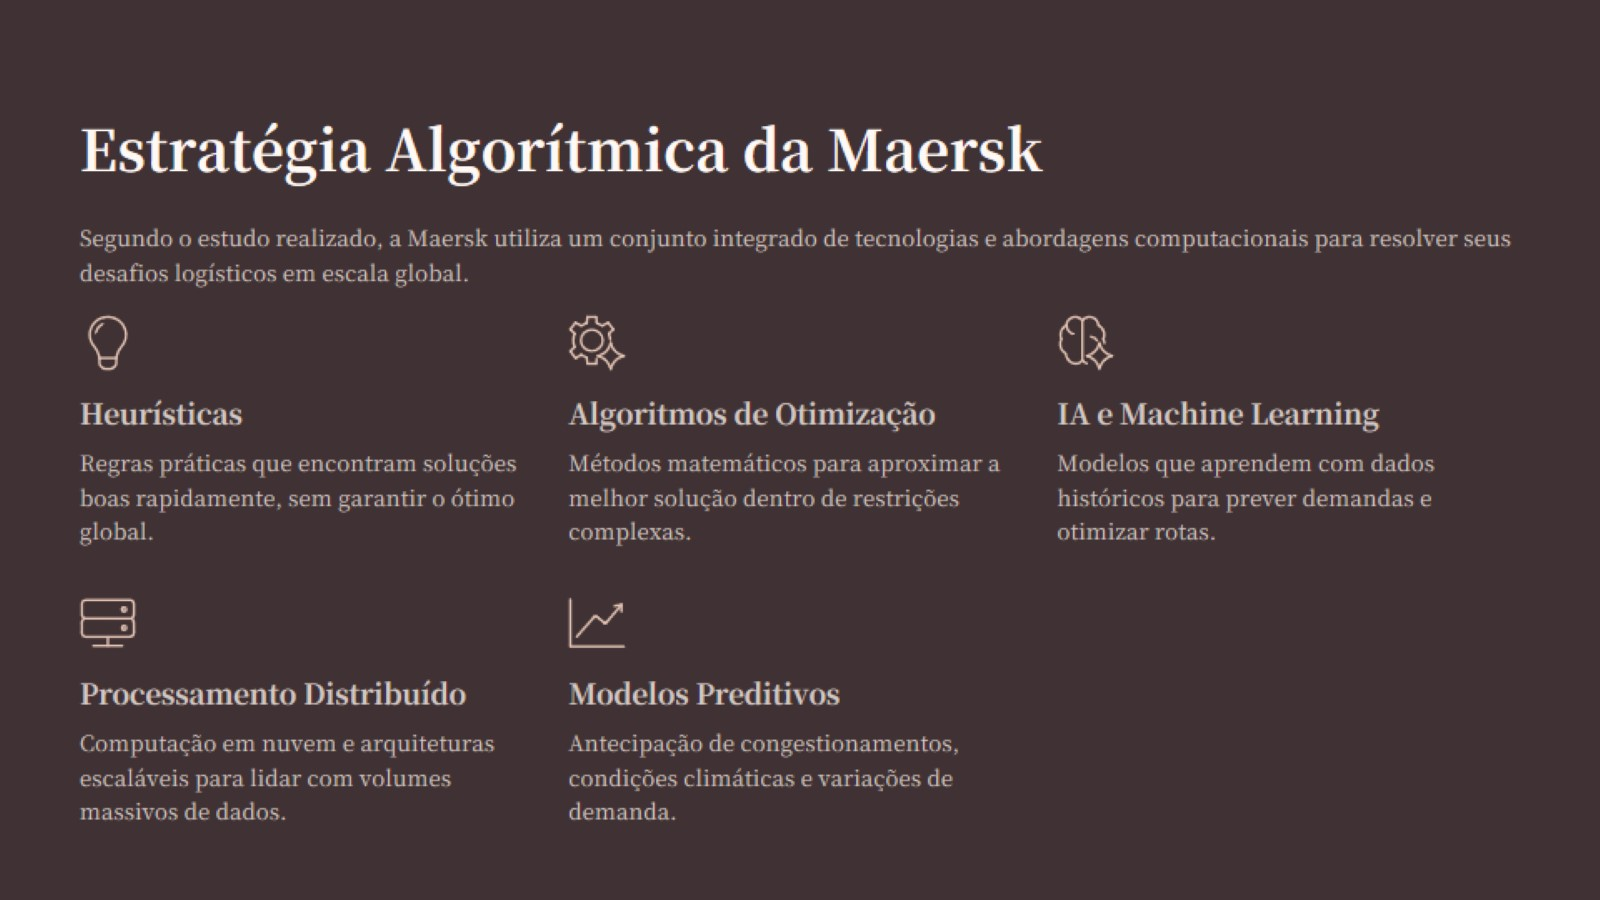 Estratégia Algorítmica da Maersk
Segundo o estudo realizado, a Maersk utiliza um conjunto integrado de tecnologias e abordagens computacionais para resolver seus
desafios logísticos em escala global.
Heurísticas
Regras práticas que encontram soluções
boas rapidamente, sem garantir o ótimo
global.
Algoritmos de Otimização
Métodos matemáticos para aproximar a
melhor solução dentro de restrições
complexas.
IA e Machine Learning
Modelos que aprendem com dados
históricos para prever demandas e
otimizar rotas.
Processamento Distribuído
Computação em nuvem e arquiteturas
escaláveis para lidar com volumes
massivos de dados.
Modelos Preditivos
Antecipação de congestionamentos,
condições climáticas e variações de
demanda.